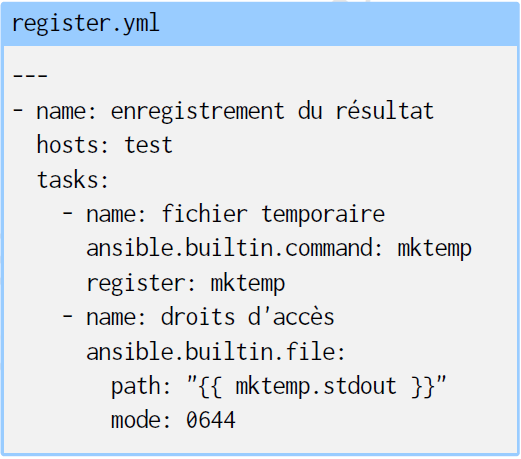 register.yml
---
- name: enregistrement du résultat
  hosts: test
  tasks:
    - name: fichier temporaire
      ansible.builtin.command: mktemp
      register: mktemp
    - name: droits d'accès
      ansible.builtin.file:
        path: "{{ mktemp.stdout }}"
        mode: 0644